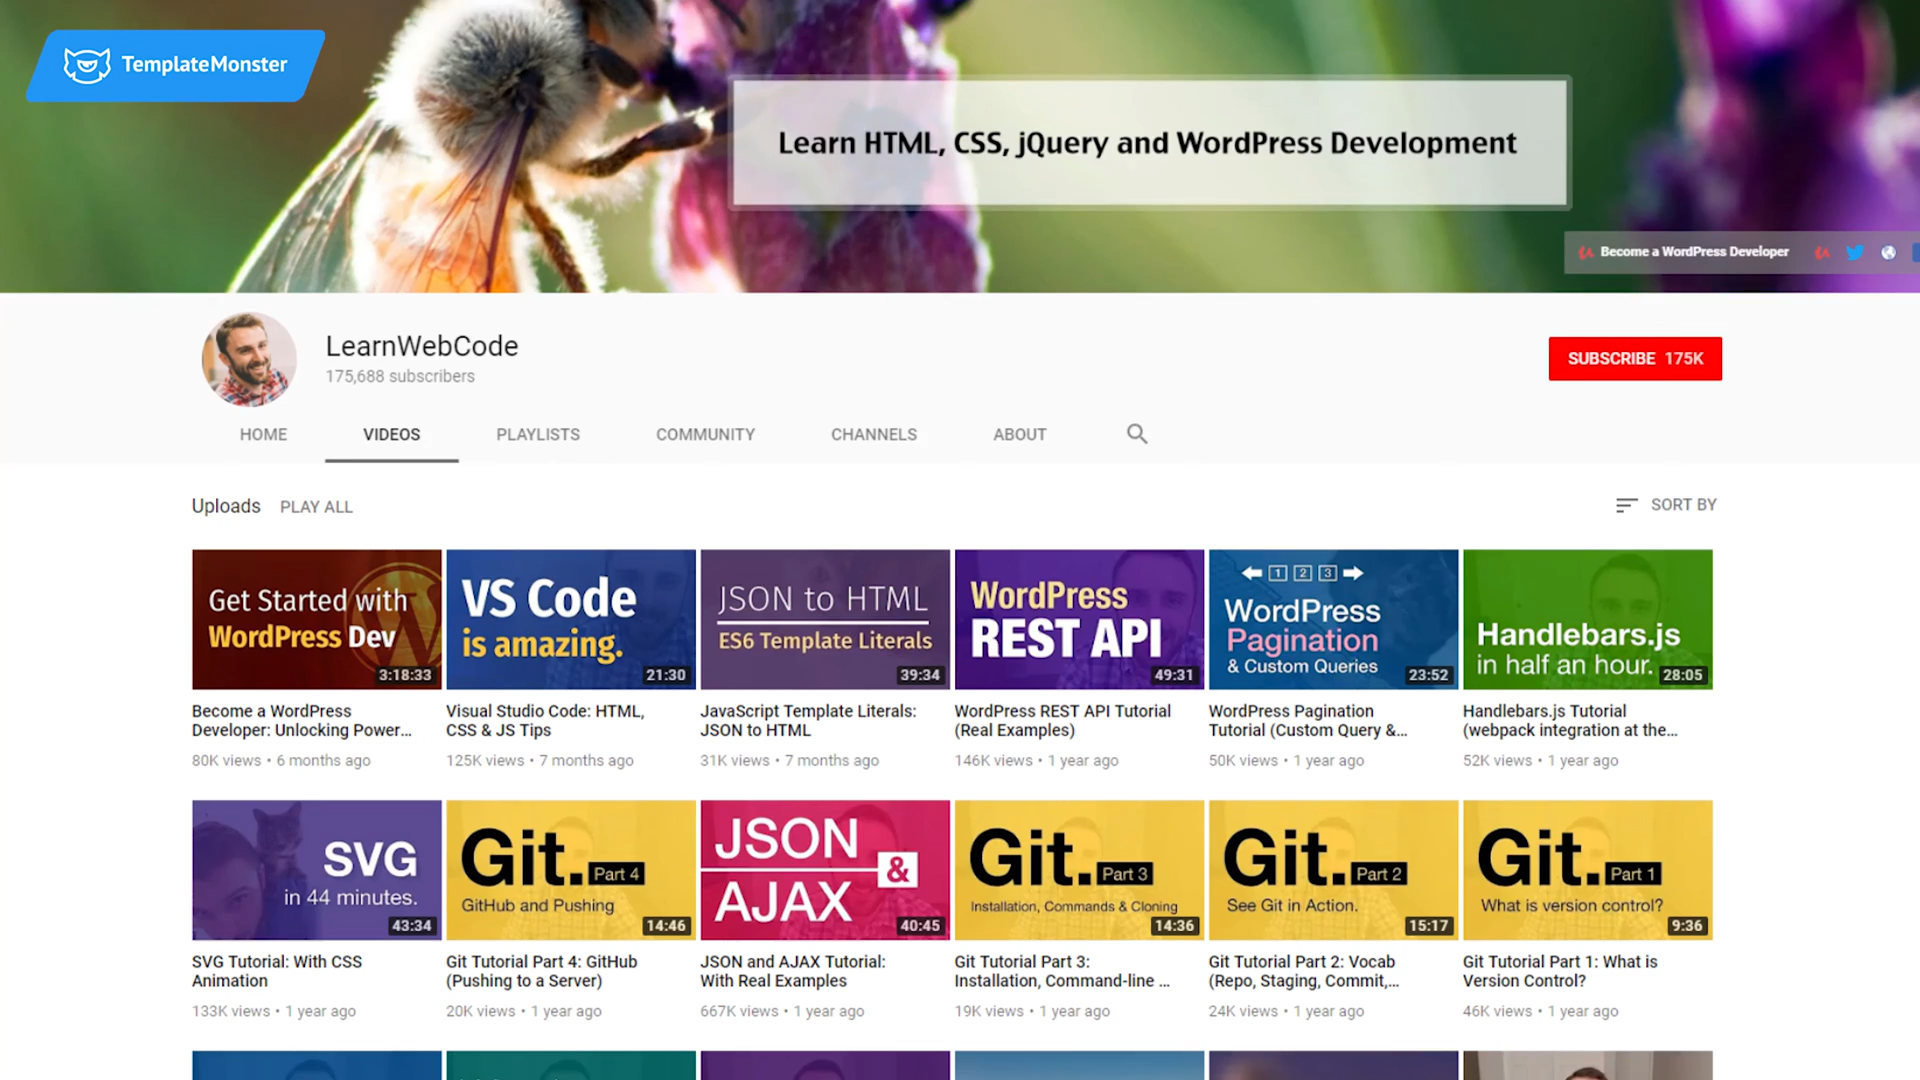 TemplateMonster
Learn HTML, CSS, jQuery and WordPress Development
Become a WordPress Developer
LearnWebCode
175,688 subscribers
SUBSCRIBE 175K
HOME VIDEOS PLAYLISTS COMMUNITY CHANNELS ABOUT
Uploads PLAY ALL
SORT BY
Get Started with
WordPress Dev
3:18:33
VS Code
is amazing.
21:30
JSON to HTML
ES6 Template Literals
39:34
WordPress
REST API
49:31
1 2 3
WordPress
Pagination
& Custom Queries
23:52
Handlebars.js
in half an hour.
28:05
Become a WordPress
Developer: Unlocking Power...
80K views • 6 months ago
Visual Studio Code: HTML,
CSS & JS Tips
125K views • 7 months ago
JavaScript Template Literals:
JSON to HTML
31K views • 7 months ago
WordPress REST API Tutorial
(Real Examples)
146K views • 1 year ago
WordPress Pagination
Tutorial (Custom Query &...
50K views • 1 year ago
Handlebars.js Tutorial
(webpack integration at the...
52K views • 1 year ago
SVG
in 44 minutes.
43:34
Git. Part 4
GitHub and Pushing
14:46
JSON
&
AJAX
40:45
Git. Part 3
Installation, Commands & Cloning
14:36
Git. Part 2
See Git in Action.
15:17
Git. Part 1
What is version control?
9:36
SVG Tutorial: With CSS
Animation
133K views • 1 year ago
Git Tutorial Part 4: GitHub
(Pushing to a Server)
20K views • 1 year ago
JSON and AJAX Tutorial:
With Real Examples
667K views • 1 year ago
Git Tutorial Part 3:
Installation, Command-line ...
19K views • 1 year ago
Git Tutorial Part 2: Vocab
(Repo, Staging, Commit,...
24K views • 1 year ago
Git Tutorial Part 1: What is
Version Control?
46K views • 1 year ago